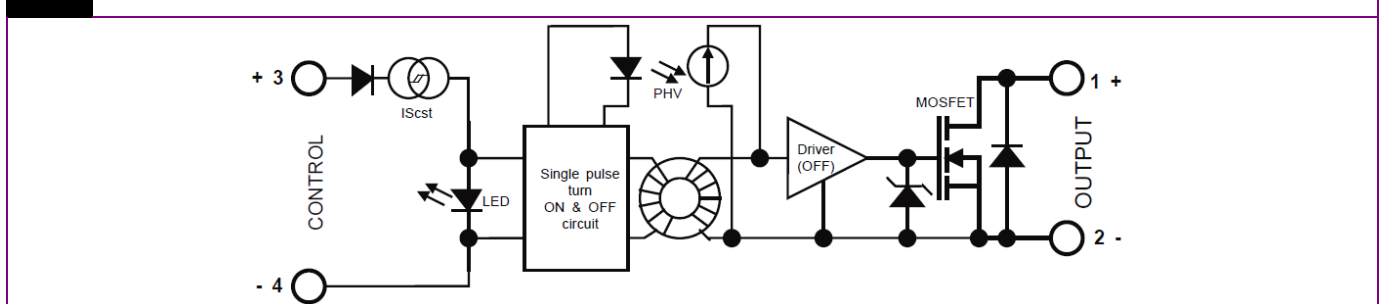 + 3
IScst
PHV
MOSFET
1 +
CONTROL
LED
Single pulse
turn
ON & OFF
circuit
Driver
(OFF)
OUTPUT
2 -
- 4